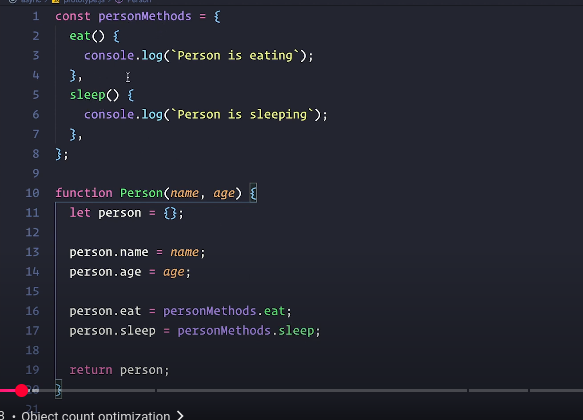 1 const personMethods = {
2   eat() {
3     console.log(`Person is eating`);
4   },
5   sleep() {
6     console.log(`Person is sleeping`);
7   },
8 };
9
10 function Person(name, age) {
11   let person = {};
12
13   person.name = name;
14   person.age = age;
15
16   person.eat = personMethods.eat;
17   person.sleep = personMethods.sleep;
18
19   return person;
20 }
21
• Object count optimization >